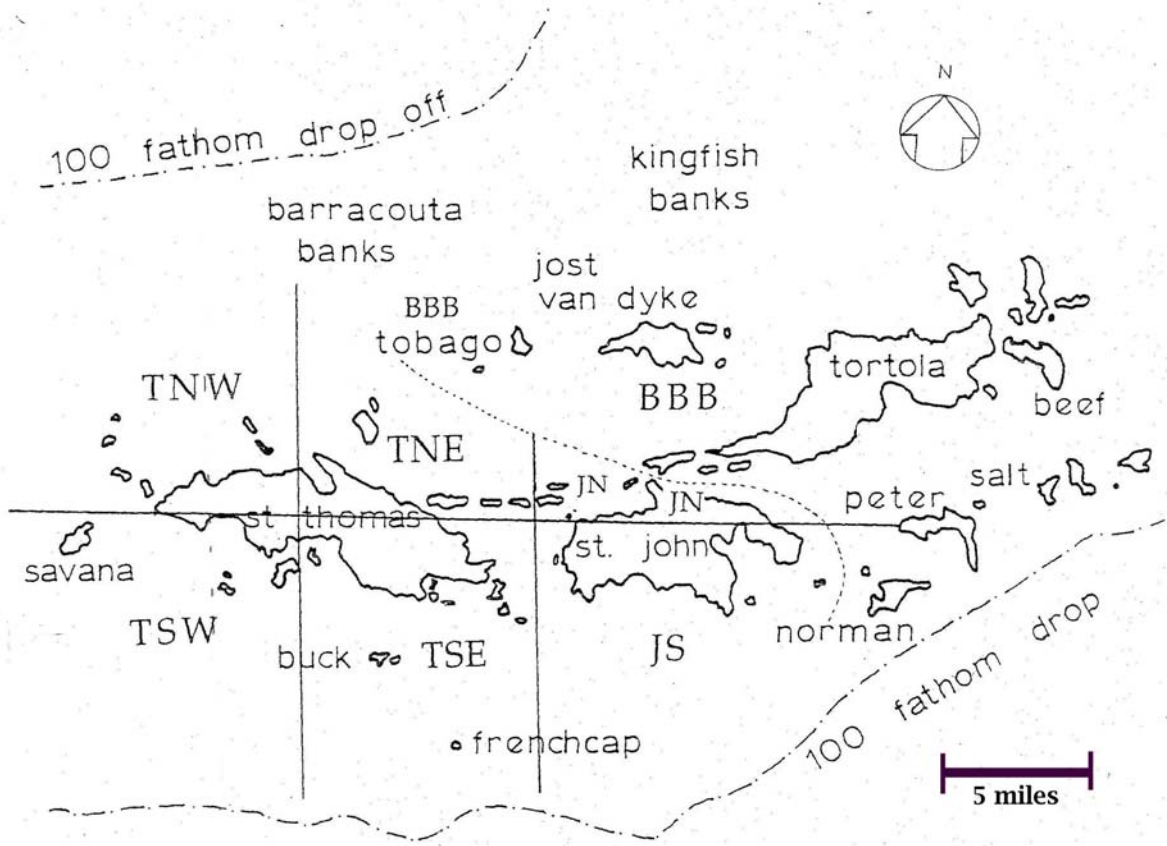 N
100 fathom drop off
kingfish
banks
barracouta
banks
jost
van dyke
BBB
tobago
TNW
BBB
tortola
beef
TNE
salt
JN
JN
peter
st thomas
st. john
savana
TSW
norman
buck
TSE
JS
100 fathom drop
frenchcap
5 miles